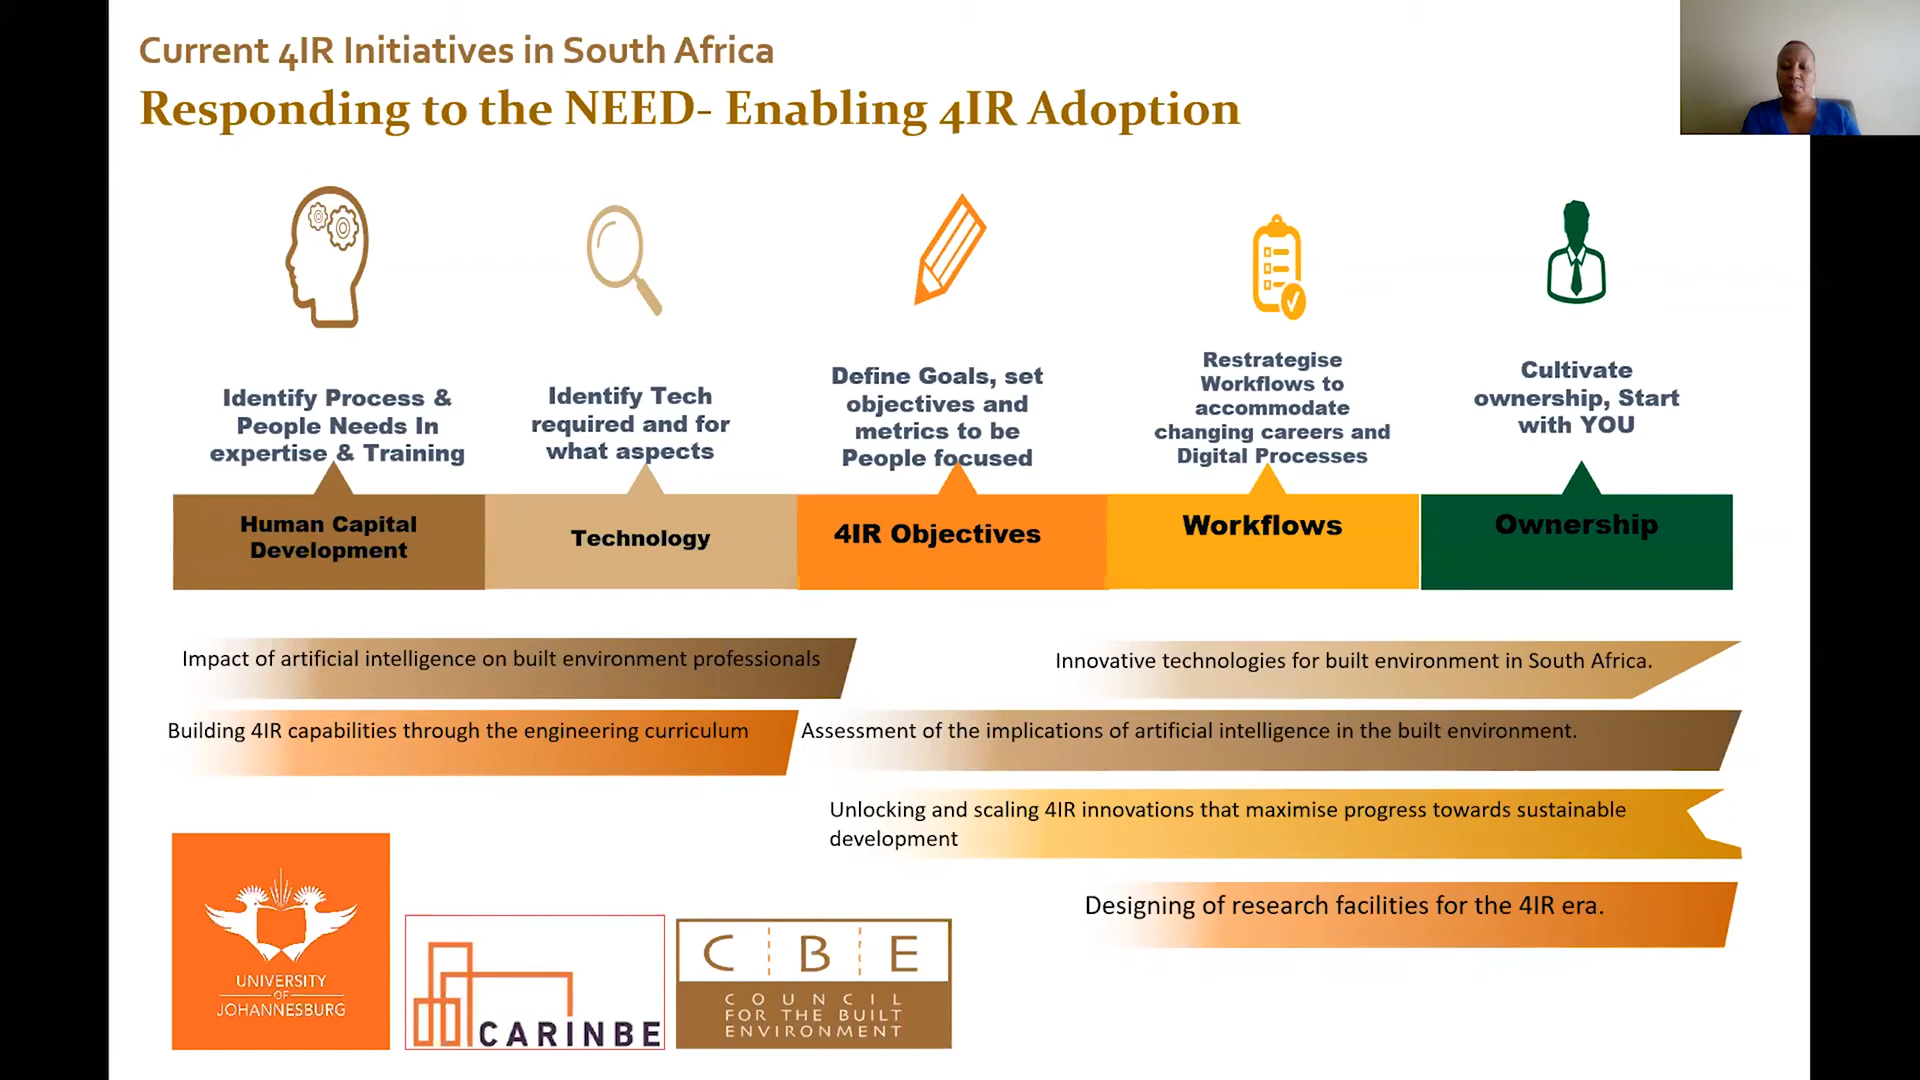 Current 4IR Initiatives in South Africa
Responding to the NEED- Enabling 4IR Adoption
Identify Process &
People Needs In
expertise & Training
Identify Tech
required and for
what aspects
Define Goals, set
objectives and
metrics to be
People focused
Restrategise
Workflows to
accommodate
changing careers and
Digital Processes
Cultivate
ownership, Start
with YOU
Human Capital
Development
Technology
4IR Objectives
Workflows
Ownership
Impact of artificial intelligence on built environment professionals
Innovative technologies for built environment in South Africa.
Building 4IR capabilities through the engineering curriculum
Assessment of the implications of artificial intelligence in the built environment.
Unlocking and scaling 4IR innovations that maximise progress towards sustainable
development
Designing of research facilities for the 4IR era.
UNIVERSITY
OF
JOHANNESBURG
CARINBE
C B E
COUNCIL
FOR THE BUILT
ENVIRONMENT